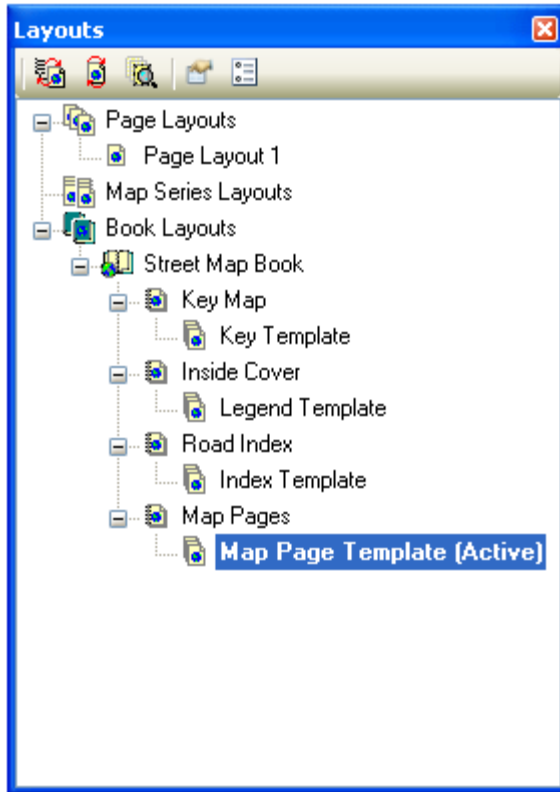 Layouts
Page Layouts
Page Layout 1
Map Series Layouts
Book Layouts
Street Map Book
Key Map
Key Template
Inside Cover
Legend Template
Road Index
Index Template
Map Pages
Map Page Template (Active)